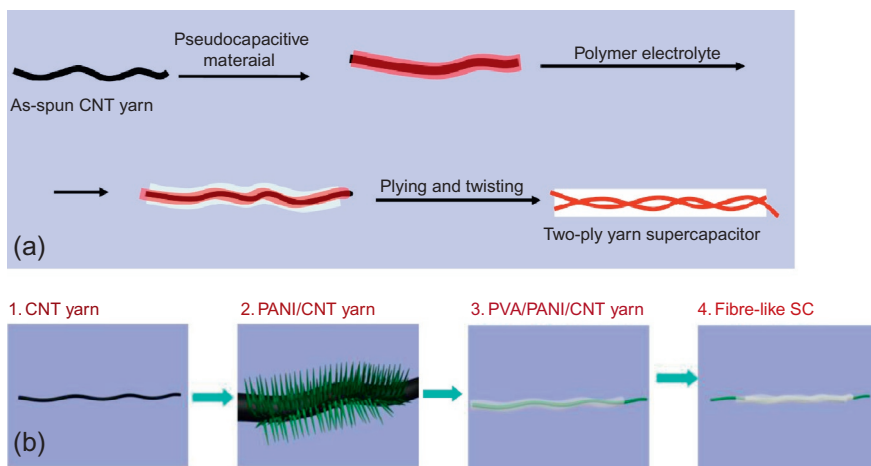 Pseudocapacitive
materaial
Polymer electrolyte
As-spun CNT yarn
Plying and twisting
(a)
Two-ply yarn supercapacitor
1. CNT yarn
2. PANI/CNT yarn
3. PVA/PANI/CNT yarn
4. Fibre-like SC
(b)